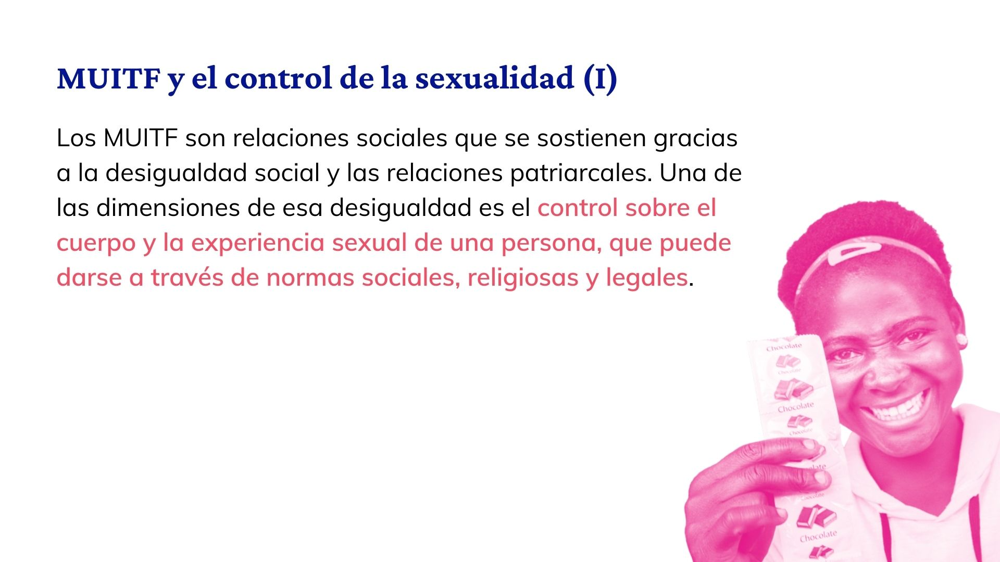 MUITF y el control de la sexualidad (I)
Los MUITF son relaciones sociales que se sostienen gracias
a la desigualdad social y las relaciones patriarcales. Una de
las dimensiones de esa desigualdad es el control sobre el
cuerpo y la experiencia sexual de una persona, que puede
darse a través de normas sociales, religiosas y legales.
Chocolate
Chocolate
Chocolate
Chocolate
olate
Chocolate
Chocolate